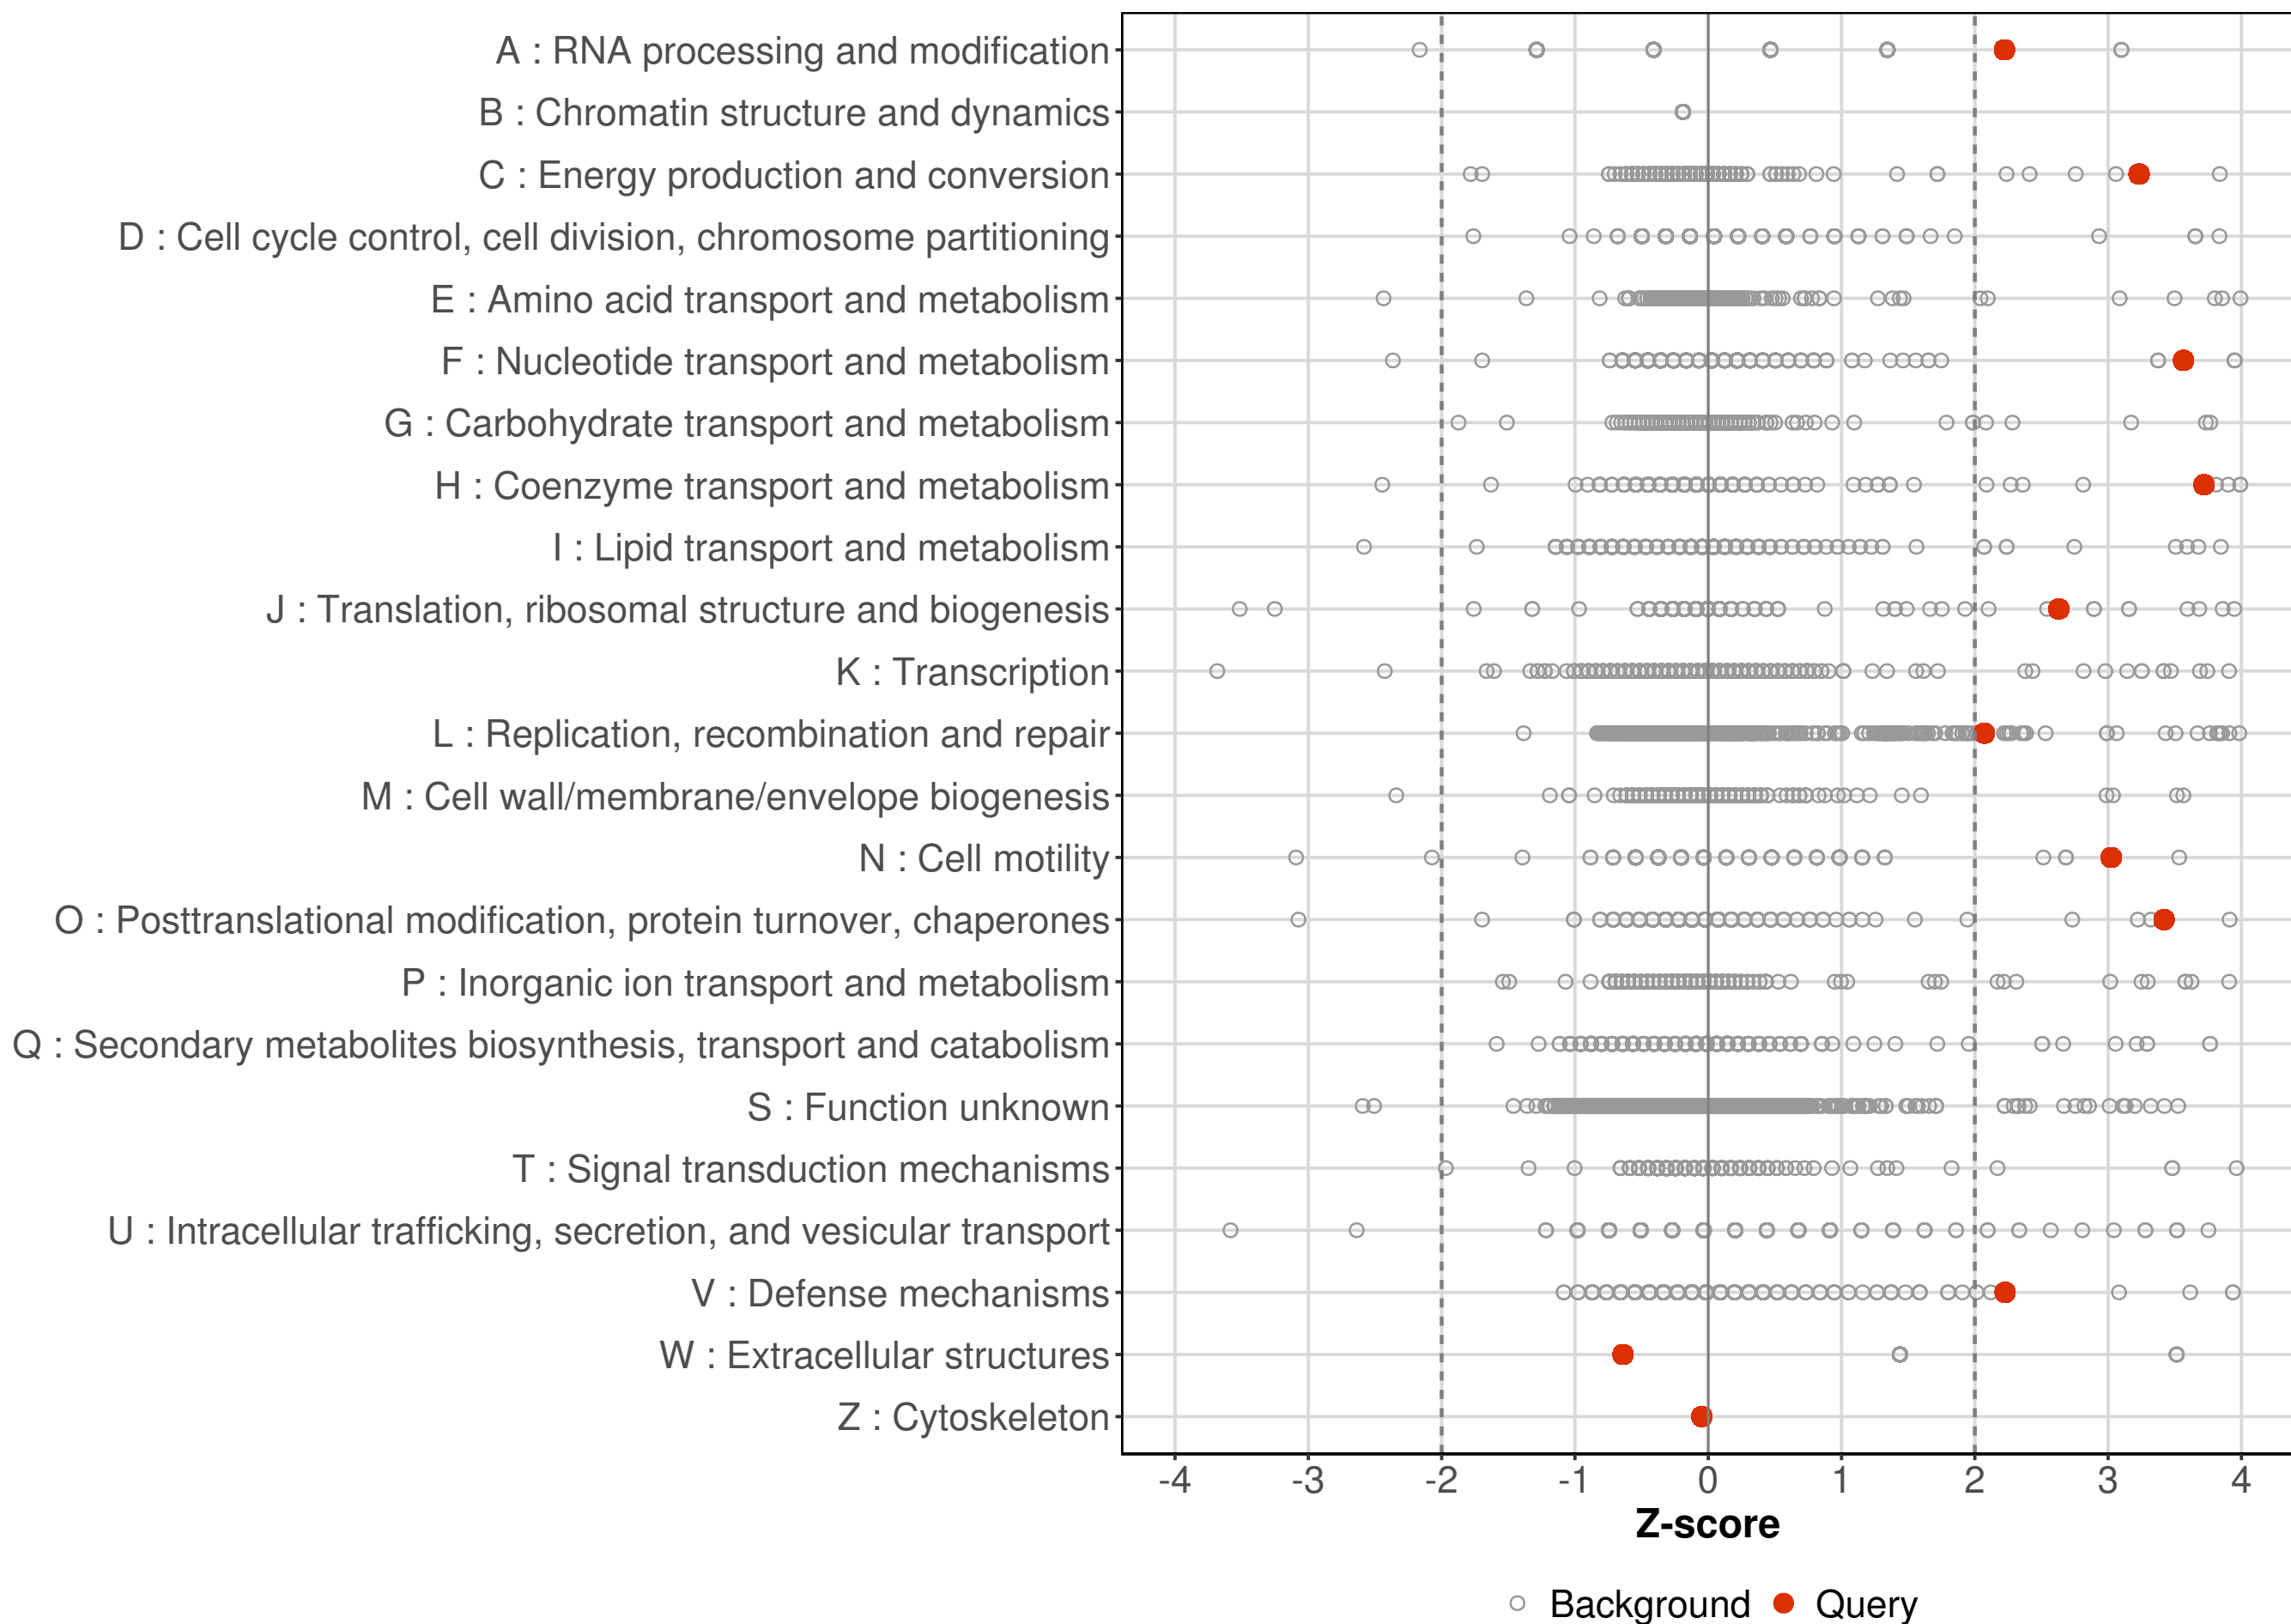 A : RNA processing and modification
B : Chromatin structure and dynamics
C : Energy production and conversion
D : Cell cycle control, cell division, chromosome partitioning
E : Amino acid transport and metabolism
F : Nucleotide transport and metabolism
G : Carbohydrate transport and metabolism
H : Coenzyme transport and metabolism
I : Lipid transport and metabolism
J : Translation, ribosomal structure and biogenesis
K : Transcription
L : Replication, recombination and repair
M : Cell wall/membrane/envelope biogenesis
N : Cell motility
O : Posttranslational modification, protein turnover, chaperones
P : Inorganic ion transport and metabolism
Q : Secondary metabolites biosynthesis, transport and catabolism
S : Function unknown
T : Signal transduction mechanisms
U : Intracellular trafficking, secretion, and vesicular transport
V : Defense mechanisms
W : Extracellular structures
Z : Cytoskeleton
-4 -3 -2 -1 0 1 2 3 4
Z-score
Background Query